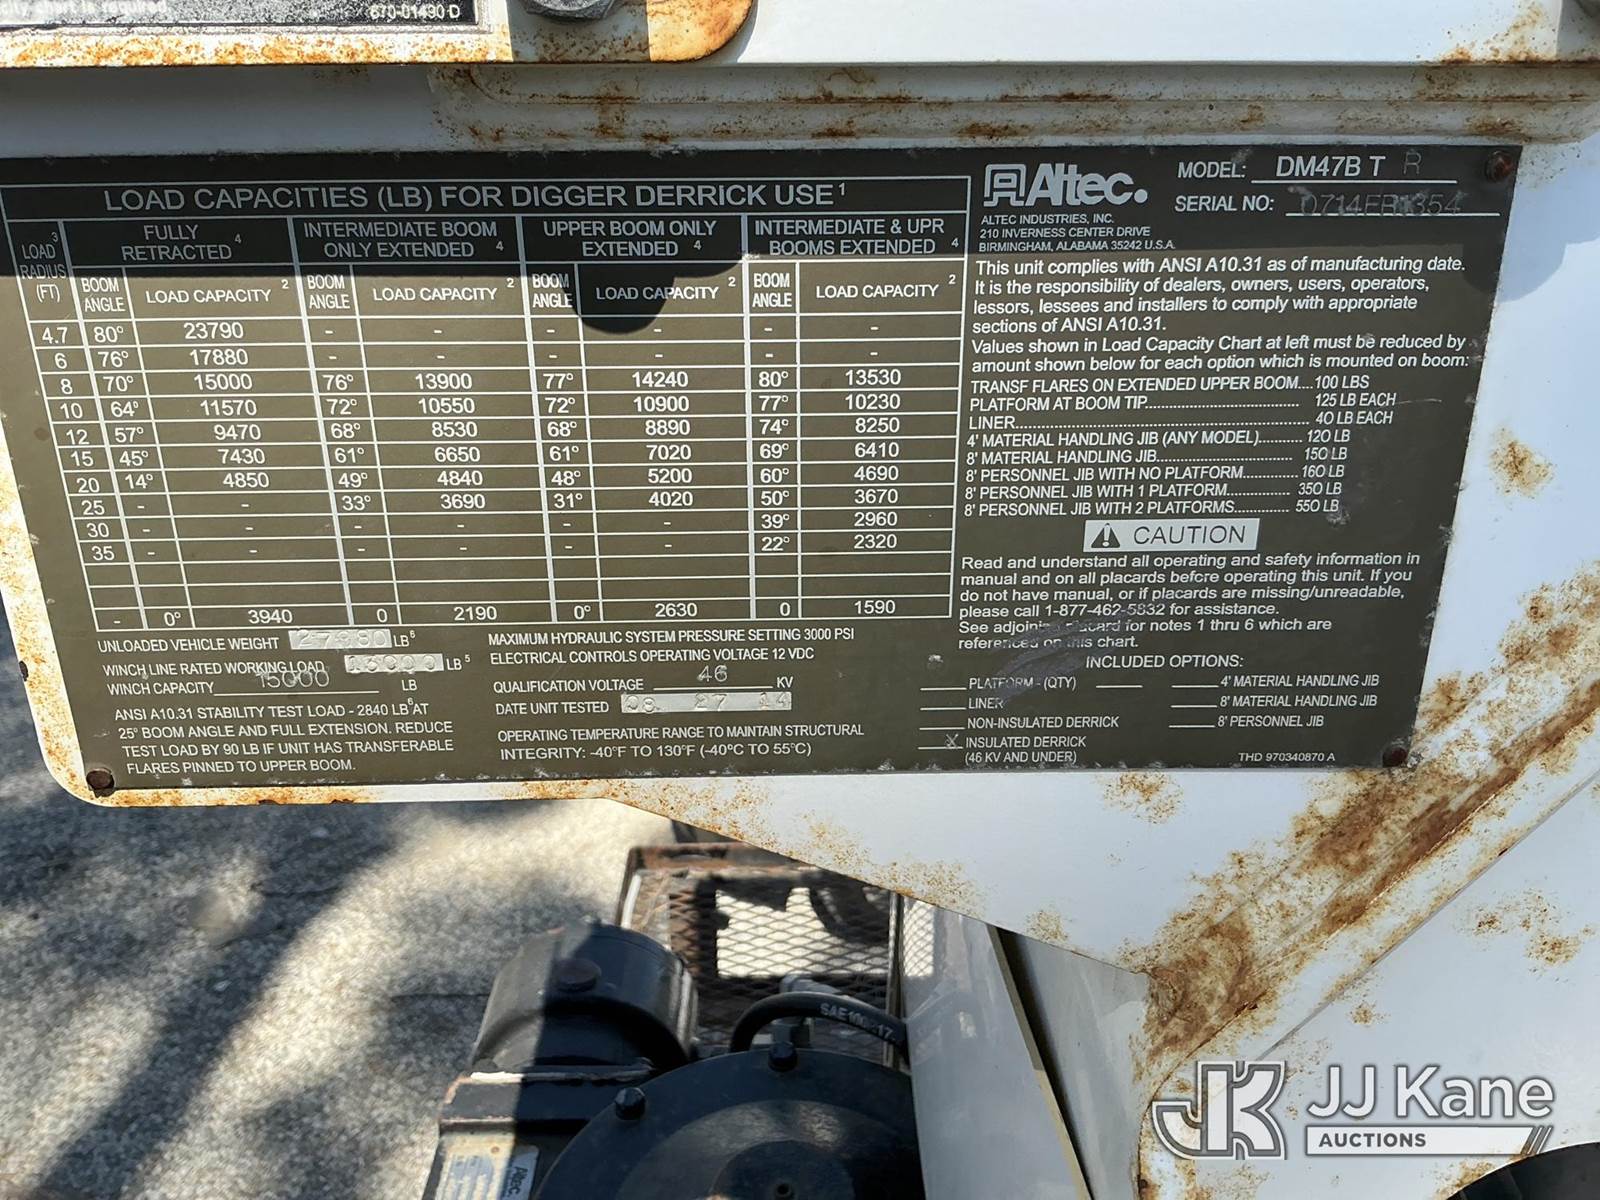 city chart is required.
670-01490 D
LOAD CAPACITIES (LB) FOR DIGGER DERRICK USE 1
LOAD 3 RADIUS (FT)
FULLY RETRACTED 4
INTERMEDIATE BOOM ONLY EXTENDED 4
UPPER BOOM ONLY EXTENDED 4
INTERMEDIATE & UPR BOOMS EXTENDED 4
BOOM ANGLE LOAD CAPACITY 2 BOOM ANGLE LOAD CAPACITY 2 BOOM ANGLE LOAD CAPACITY 2 BOOM ANGLE LOAD CAPACITY 2
4.7 80° 23790 - - - - - -
6 76° 17880 - - - - - -
8 70° 15000 76° 13900 77° 14240 80° 13530
10 64° 11570 72° 10550 72° 10900 77° 10230
12 57° 9470 68° 8530 68° 8890 74° 8250
15 45° 7430 61° 6650 61° 7020 69° 6410
20 14° 4850 49° 4840 48° 5200 60° 4690
25 - - 33° 3690 31° 4020 50° 3670
30 - - - - - - 39° 2960
35 - - - - - - 22° 2320
- 0° 3940 0 2190 0° 2630 0 1590
UNLOADED VEHICLE WEIGHT LB 6
WINCH LINE RATED WORKING LOAD LB 5
WINCH CAPACITY 15000 LB
ANSI A10.31 STABILITY TEST LOAD - 2840 LB 6 AT
25° BOOM ANGLE AND FULL EXTENSION. REDUCE
TEST LOAD BY 90 LB IF UNIT HAS TRANSFERABLE
FLARES PINNED TO UPPER BOOM.
MAXIMUM HYDRAULIC SYSTEM PRESSURE SETTING 3000 PSI
ELECTRICAL CONTROLS OPERATING VOLTAGE 12 VDC
QUALIFICATION VOLTAGE 46 KV
DATE UNIT TESTED 08 27 14
OPERATING TEMPERATURE RANGE TO MAINTAIN STRUCTURAL
INTEGRITY: -40°F TO 130°F (-40°C TO 55°C)
Altec.
ALTEC INDUSTRIES, INC.
210 INVERNESS CENTER DRIVE
BIRMINGHAM, ALABAMA 35242 U.S.A.
MODEL: DM47B T R
SERIAL NO:
This unit complies with ANSI A10.31 as of manufacturing date.
It is the responsibility of dealers, owners, users, operators,
lessors, lessees and installers to comply with appropriate
sections of ANSI A10.31.
Values shown in Load Capacity Chart at left must be reduced by
amount shown below for each option which is mounted on boom:
TRANSF FLARES ON EXTENDED UPPER BOOM....100 LBS
PLATFORM AT BOOM TIP.......................................125 LB EACH
LINER.......................................................................40 LB EACH
4' MATERIAL HANDLING JIB (ANY MODEL)...........120 LB
8' MATERIAL HANDLING JIB...................................150 LB
8' PERSONNEL JIB WITH NO PLATFORM..............160 LB
8' PERSONNEL JIB WITH 1 PLATFORM................350 LB
8' PERSONNEL JIB WITH 2 PLATFORMS..............550 LB
CAUTION
Read and understand all operating and safety information in
manual and on all placards before operating this unit. If you
do not have manual, or if placards are missing/unreadable,
please call 1-877-462-5832 for assistance.
See adjoining placard for notes 1 thru 6 which are
referenced on this chart.
INCLUDED OPTIONS:
PLATFORM - (QTY)
LINER
NON-INSULATED DERRICK
X INSULATED DERRICK
(46 KV AND UNDER)
4' MATERIAL HANDLING JIB
8' MATERIAL HANDLING JIB
8' PERSONNEL JIB
THD 970340870 A
Altec.
JK JJ Kane
AUCTIONS